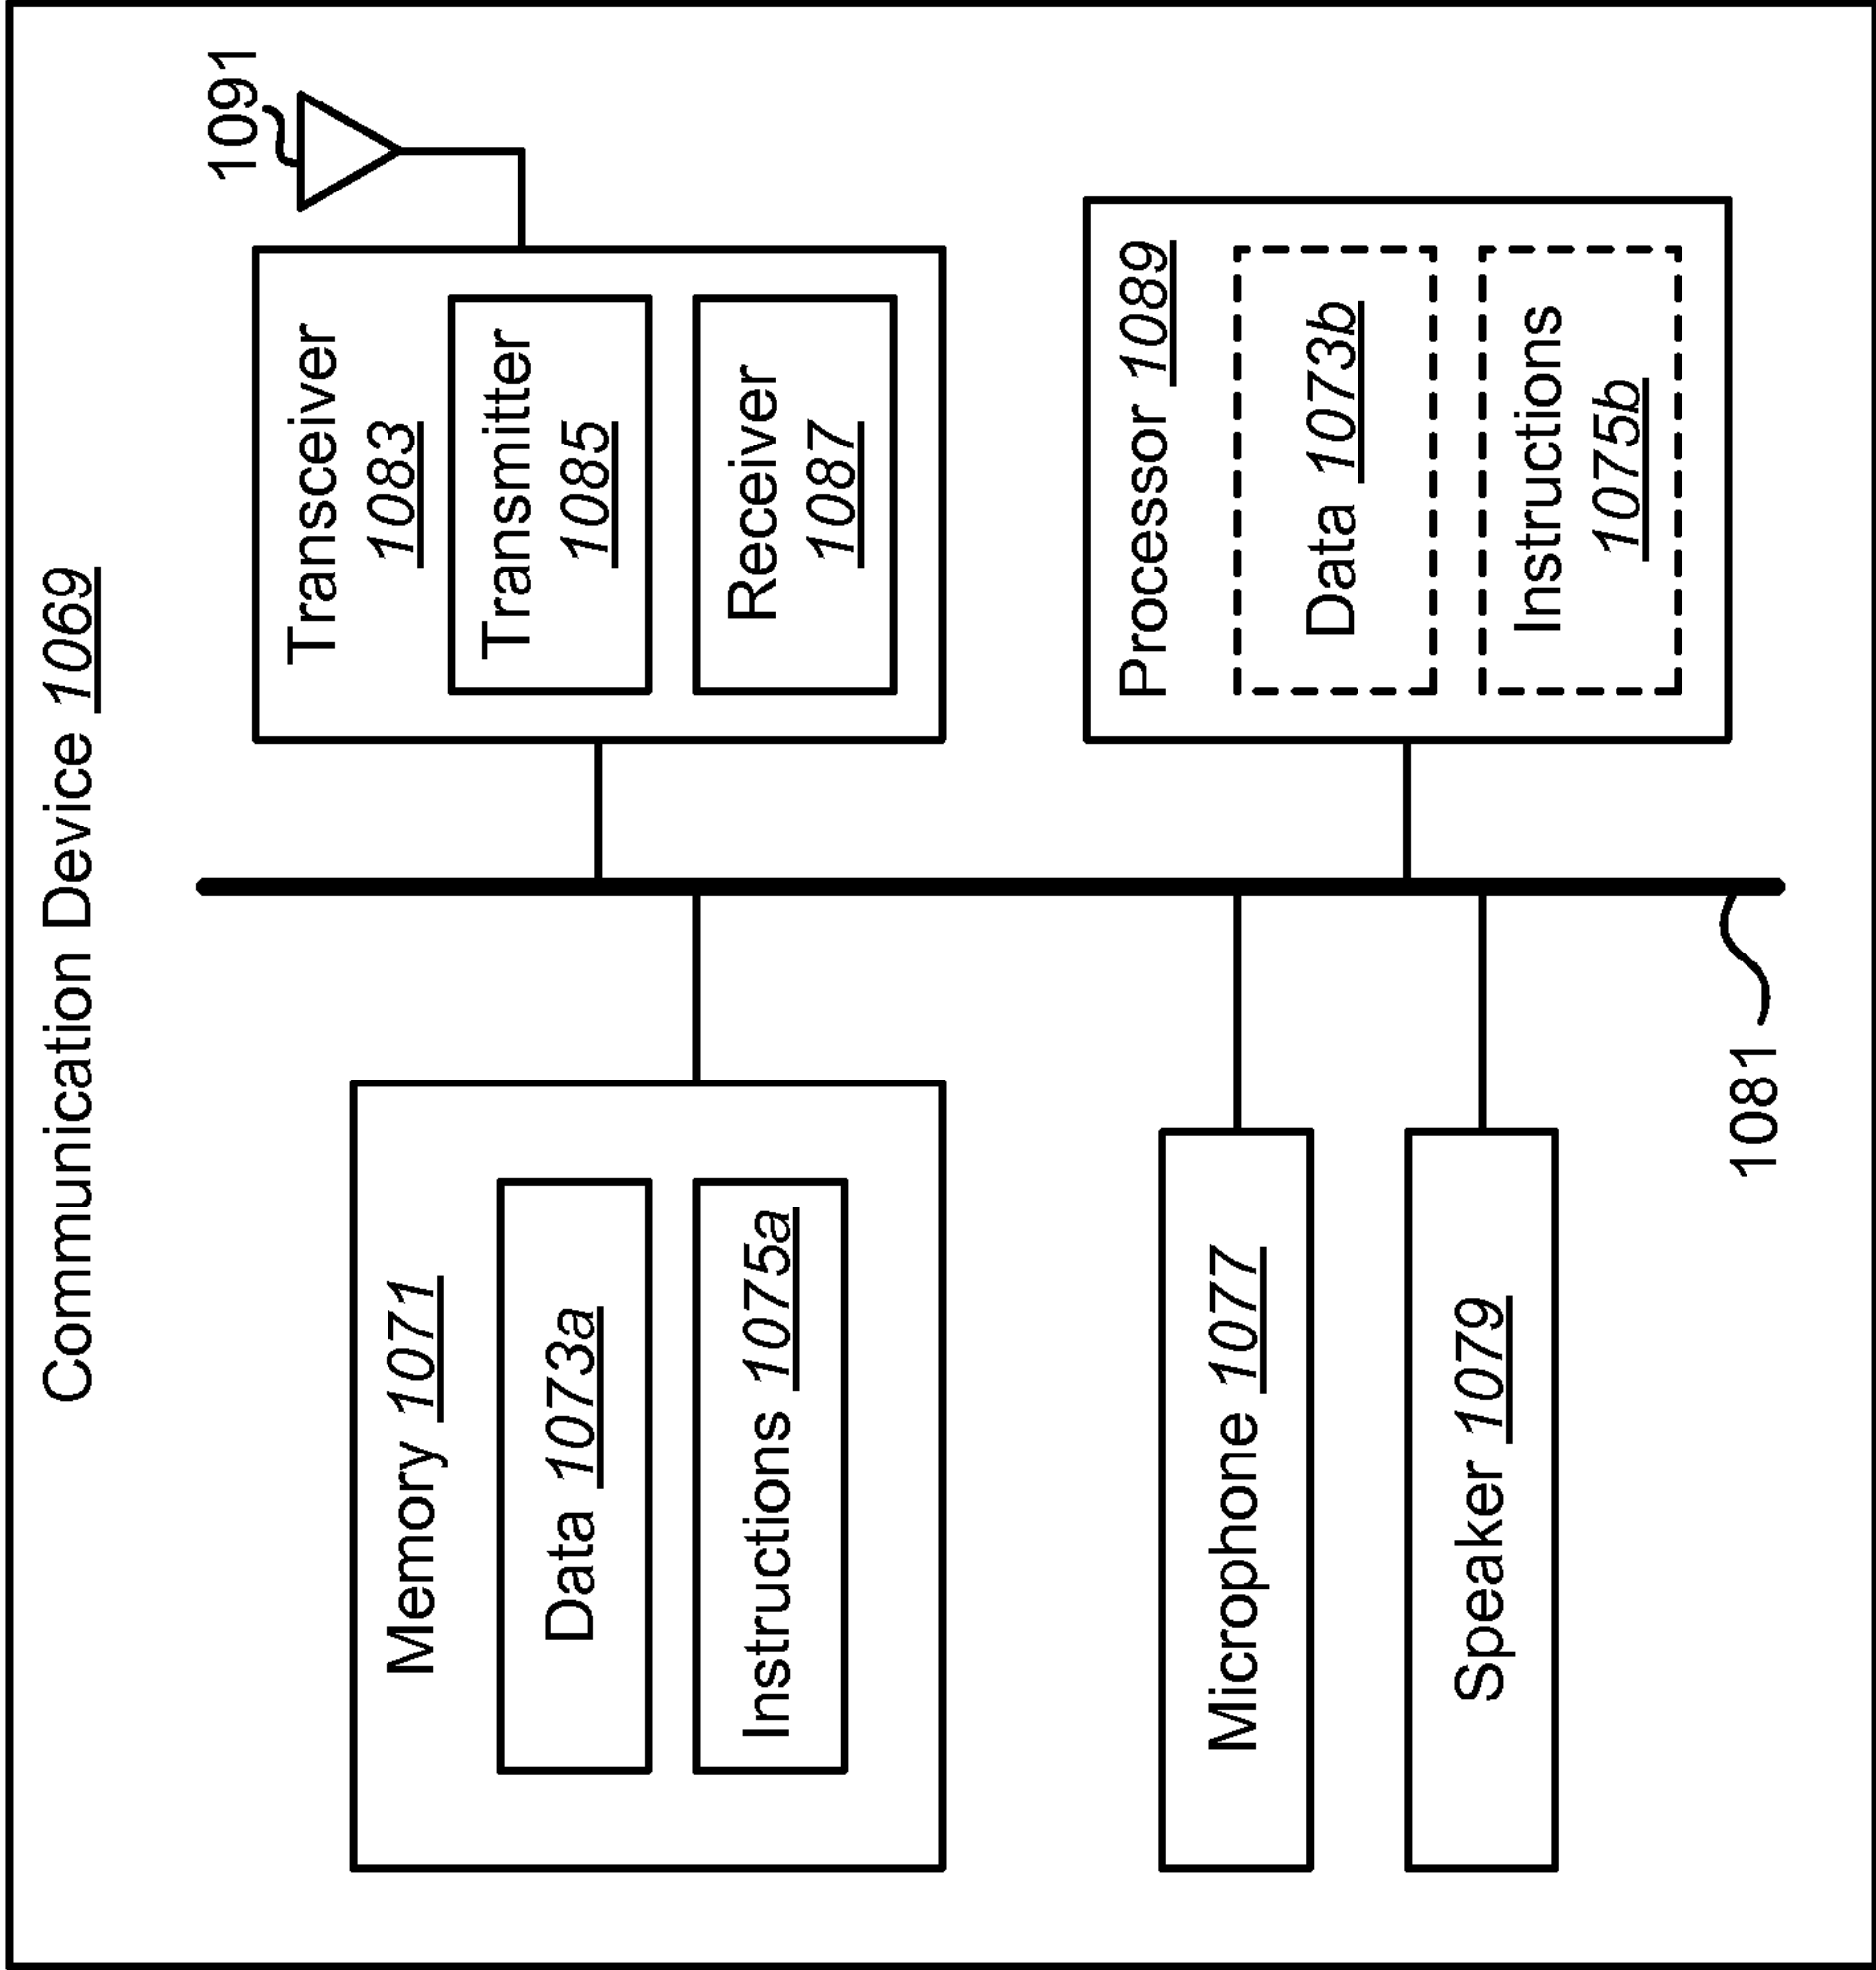 Communication Device 1069
1091
Memory 1071
Data 1073a
Instructions 1075a
Transceiver
1083
Transmitter
1085
Receiver
1087
Microphone 1077
Speaker 1079
Processor 1089
Data 1073b
Instructions
1075b
1081